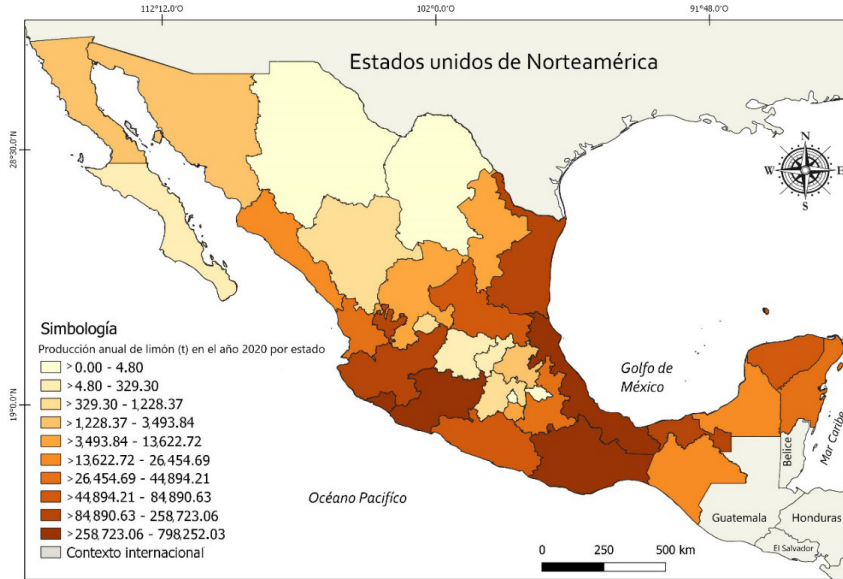 112°12.0'O
102°0.0'O
91°48.0'O
Estados unidos de Norteamérica
28°30.0'N
N
W
E
S
Simbología
Producción anual de limón (t) en el año 2020 por estado
>0.00 - 4.80
>4.80 - 329.30
>329.30 - 1,228.37
>1,228.37 - 3,493.84
>3,493.84 - 13,622.72
>13,622.72 - 26,454.69
>26,454.69 - 44,894.21
>44,894.21 - 84,890.63
>84,890.63 - 258,723.06
>258,723.06 - 798,252.03
Contexto internacional
19°0.0'N
Golfo de
México
Océano Pacifíco
Belice
Mar Caribe
Guatemala
Honduras
El Salvador
0
250
500 km